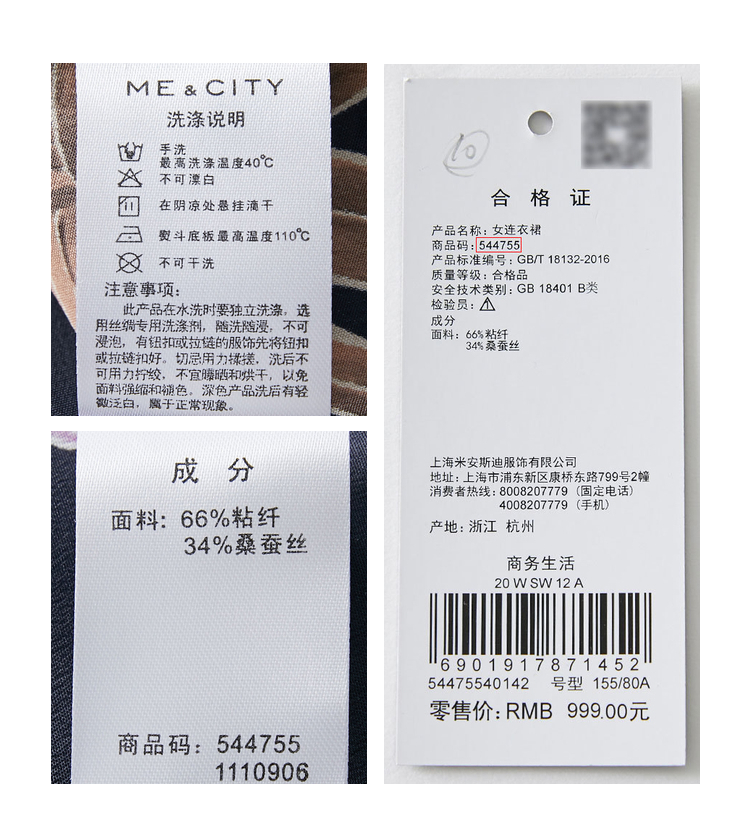 ME & CITY
洗涤说明
手洗
最高洗涤温度40℃
不可漂白
在阴凉处悬挂滴干
熨斗底板最高温度110℃
不可干洗
注意事项:
此产品在水洗时要独立洗涤，选
用丝绸专用洗涤剂，随洗随浸，不可
浸泡，有钮扣或拉链的服饰先将钮扣
或拉链扣好。切忌用力揉搓，洗后不
可用力拧绞，不宜曝晒和烘干，以免
面料强缩和褪色。深色产品洗后有轻
微泛白，属于正常现象。
成 分
面料: 66%粘纤
34%桑蚕丝
商品码: 544755
1110906
10
合 格 证
产品名称: 女连衣裙
商品码: 544755
产品标准编号: GB/T 18132-2016
质量等级: 合格品
安全技术类别: GB 18401 B类
检验员:
成分
面料: 66%粘纤
34%桑蚕丝
上海米安斯迪服饰有限公司
地址: 上海市浦东新区康桥东路799号2幢
消费者热线: 8008207779 (固定电话)
4008207779 (手机)
产地: 浙江 杭州
商务生活
20 W SW 12 A
6901917871452
54475540142 号型 155/80A
零售价: RMB 999.00元